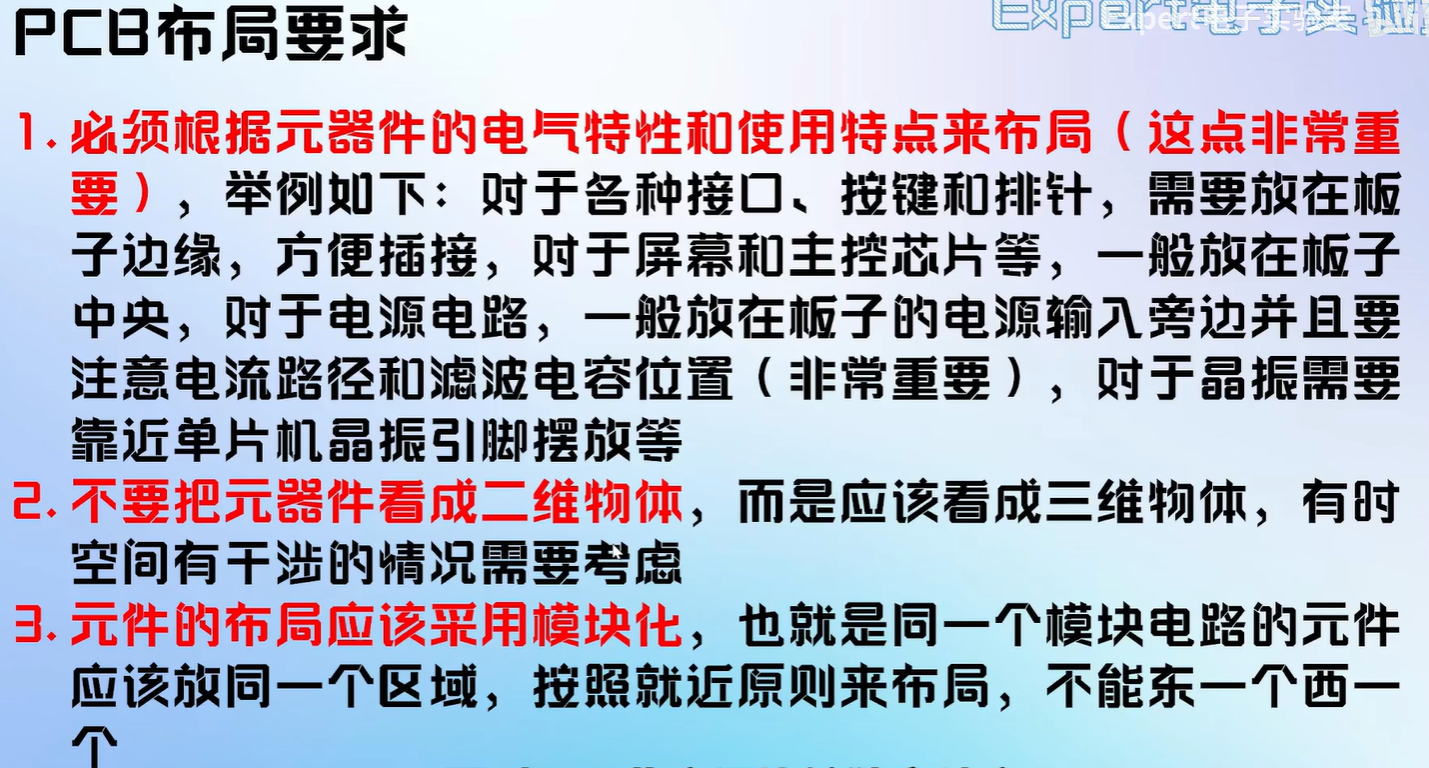 PCB布局要求
Expert电子实验室
1. 必须根据元器件的电气特性和使用特点来布局（这点非常重
要），举例如下：对于各种接口、按键和排针，需要放在板
子边缘，方便插接，对于屏幕和主控芯片等，一般放在板子
中央，对于电源电路，一般放在板子的电源输入旁边并且要
注意电流路径和滤波电容位置（非常重要），对于晶振需要
靠近单片机晶振引脚摆放等
2. 不要把元器件看成二维物体，而是应该看成三维物体，有时
空间有干涉的情况需要考虑
3. 元件的布局应该采用模块化，也就是同一个模块电路的元件
应该放同一个区域，按照就近原则来布局，不能东一个西一
个